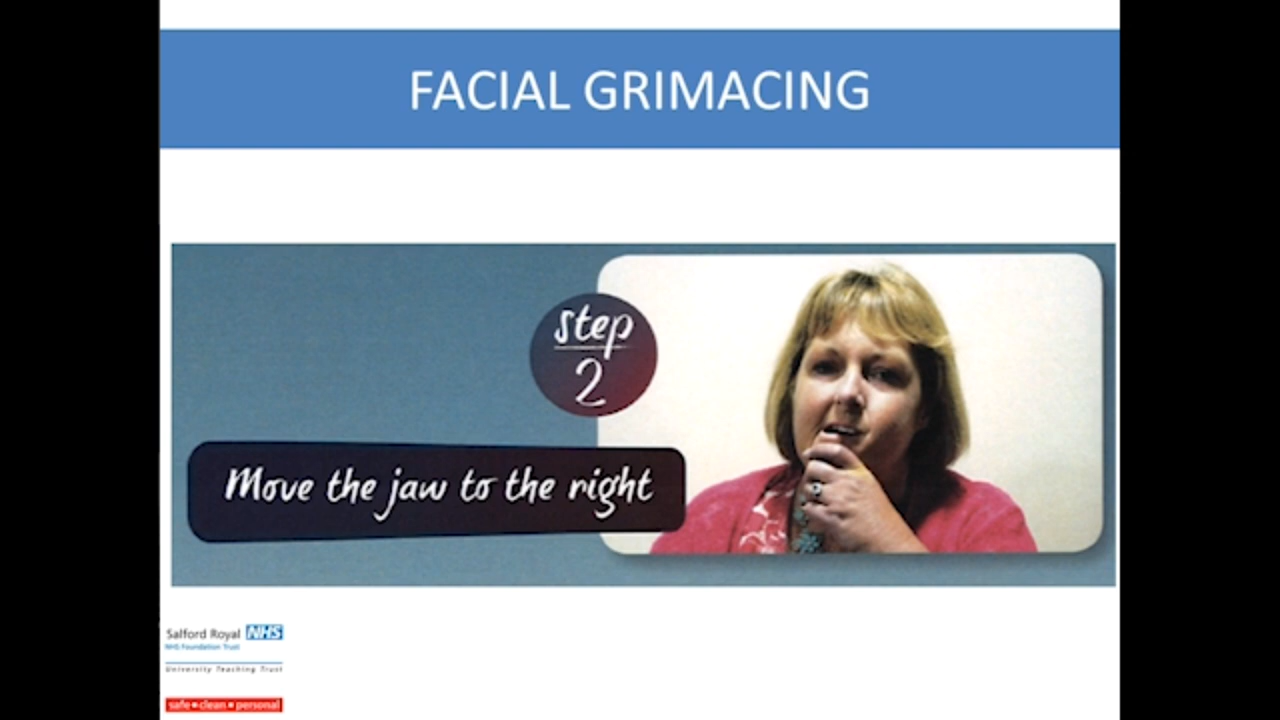 FACIAL GRIMACING
step
2
Move the jaw to the right
Salford Royal NHS
NHS Foundation Trust
University Teaching Trust
safe • clean • personal